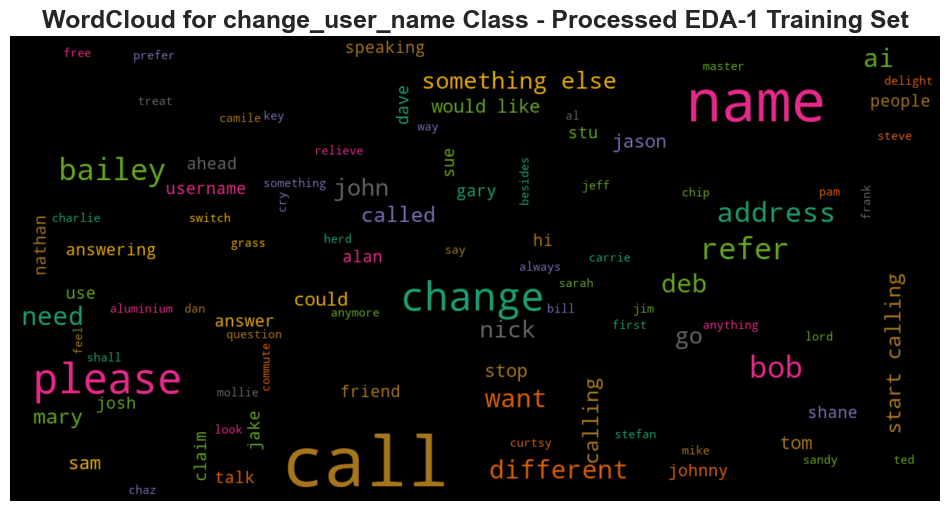 WordCloud for change_user_name Class - Processed EDA-1 Training Set
free
prefer
speaking
something else
ai
master
delight
name
people
treat
dave
would like
camile
key
way
al
stu
jason
steve
relieve
sue
bailey
ahead
username
something
cry
john
gary
besides
jeff
chip
pam
frank
charlie
switch
called
address
nathan
answering
grass
herd
alan
say
hi
always
carrie
refer
use
aluminium
dan
could
anymore
change
sarah
bill
deb
jim
need
feel
answer
question
nick
first
go
anything
lord
start calling
shall
commute
please
mollie
friend
stop
want
calling
bob
josh
mary
shane
look
jake
claim
call
curtsy
stefan
mike
tom
sandy
ted
sam
talk
different
johnny
chaz